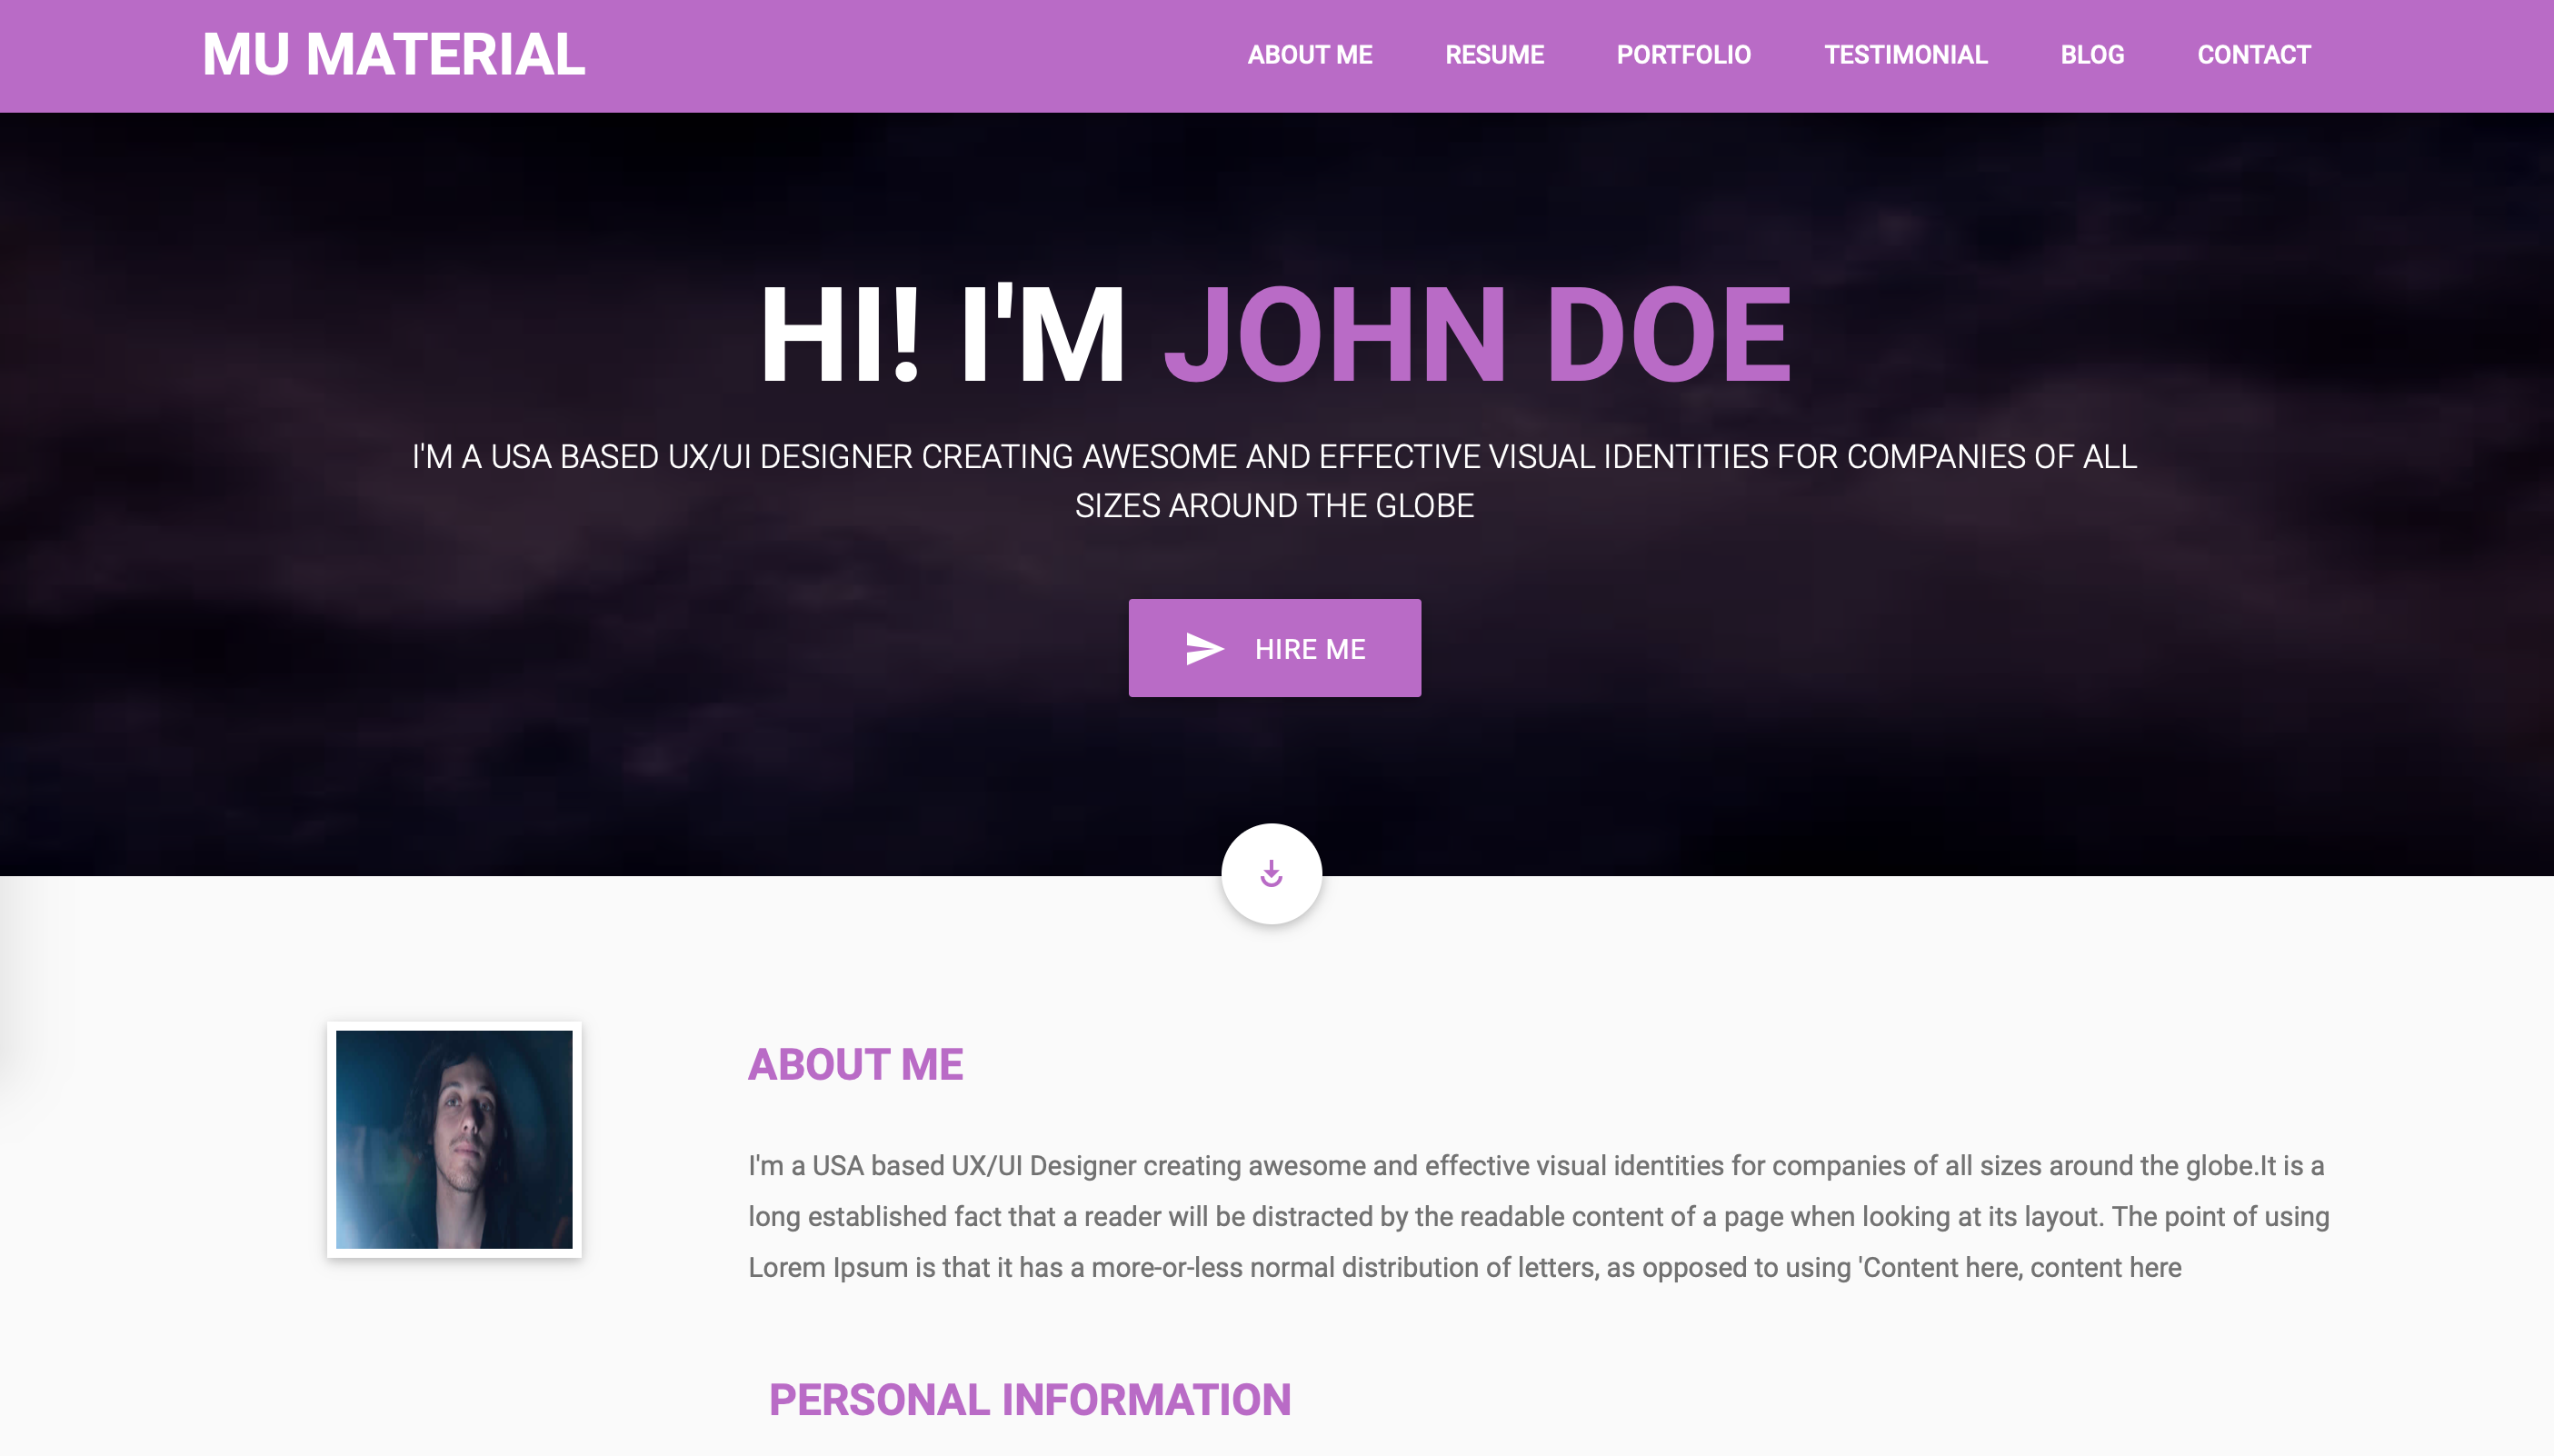 MU MATERIAL
ABOUT ME RESUME PORTFOLIO TESTIMONIAL BLOG CONTACT
HI! I'M JOHN DOE
I'M A USA BASED UX/UI DESIGNER CREATING AWESOME AND EFFECTIVE VISUAL IDENTITIES FOR COMPANIES OF ALL
SIZES AROUND THE GLOBE
HIRE ME
ABOUT ME
I'm a USA based UX/UI Designer creating awesome and effective visual identities for companies of all sizes around the globe.It is a
long established fact that a reader will be distracted by the readable content of a page when looking at its layout. The point of using
Lorem Ipsum is that it has a more-or-less normal distribution of letters, as opposed to using 'Content here, content here
PERSONAL INFORMATION